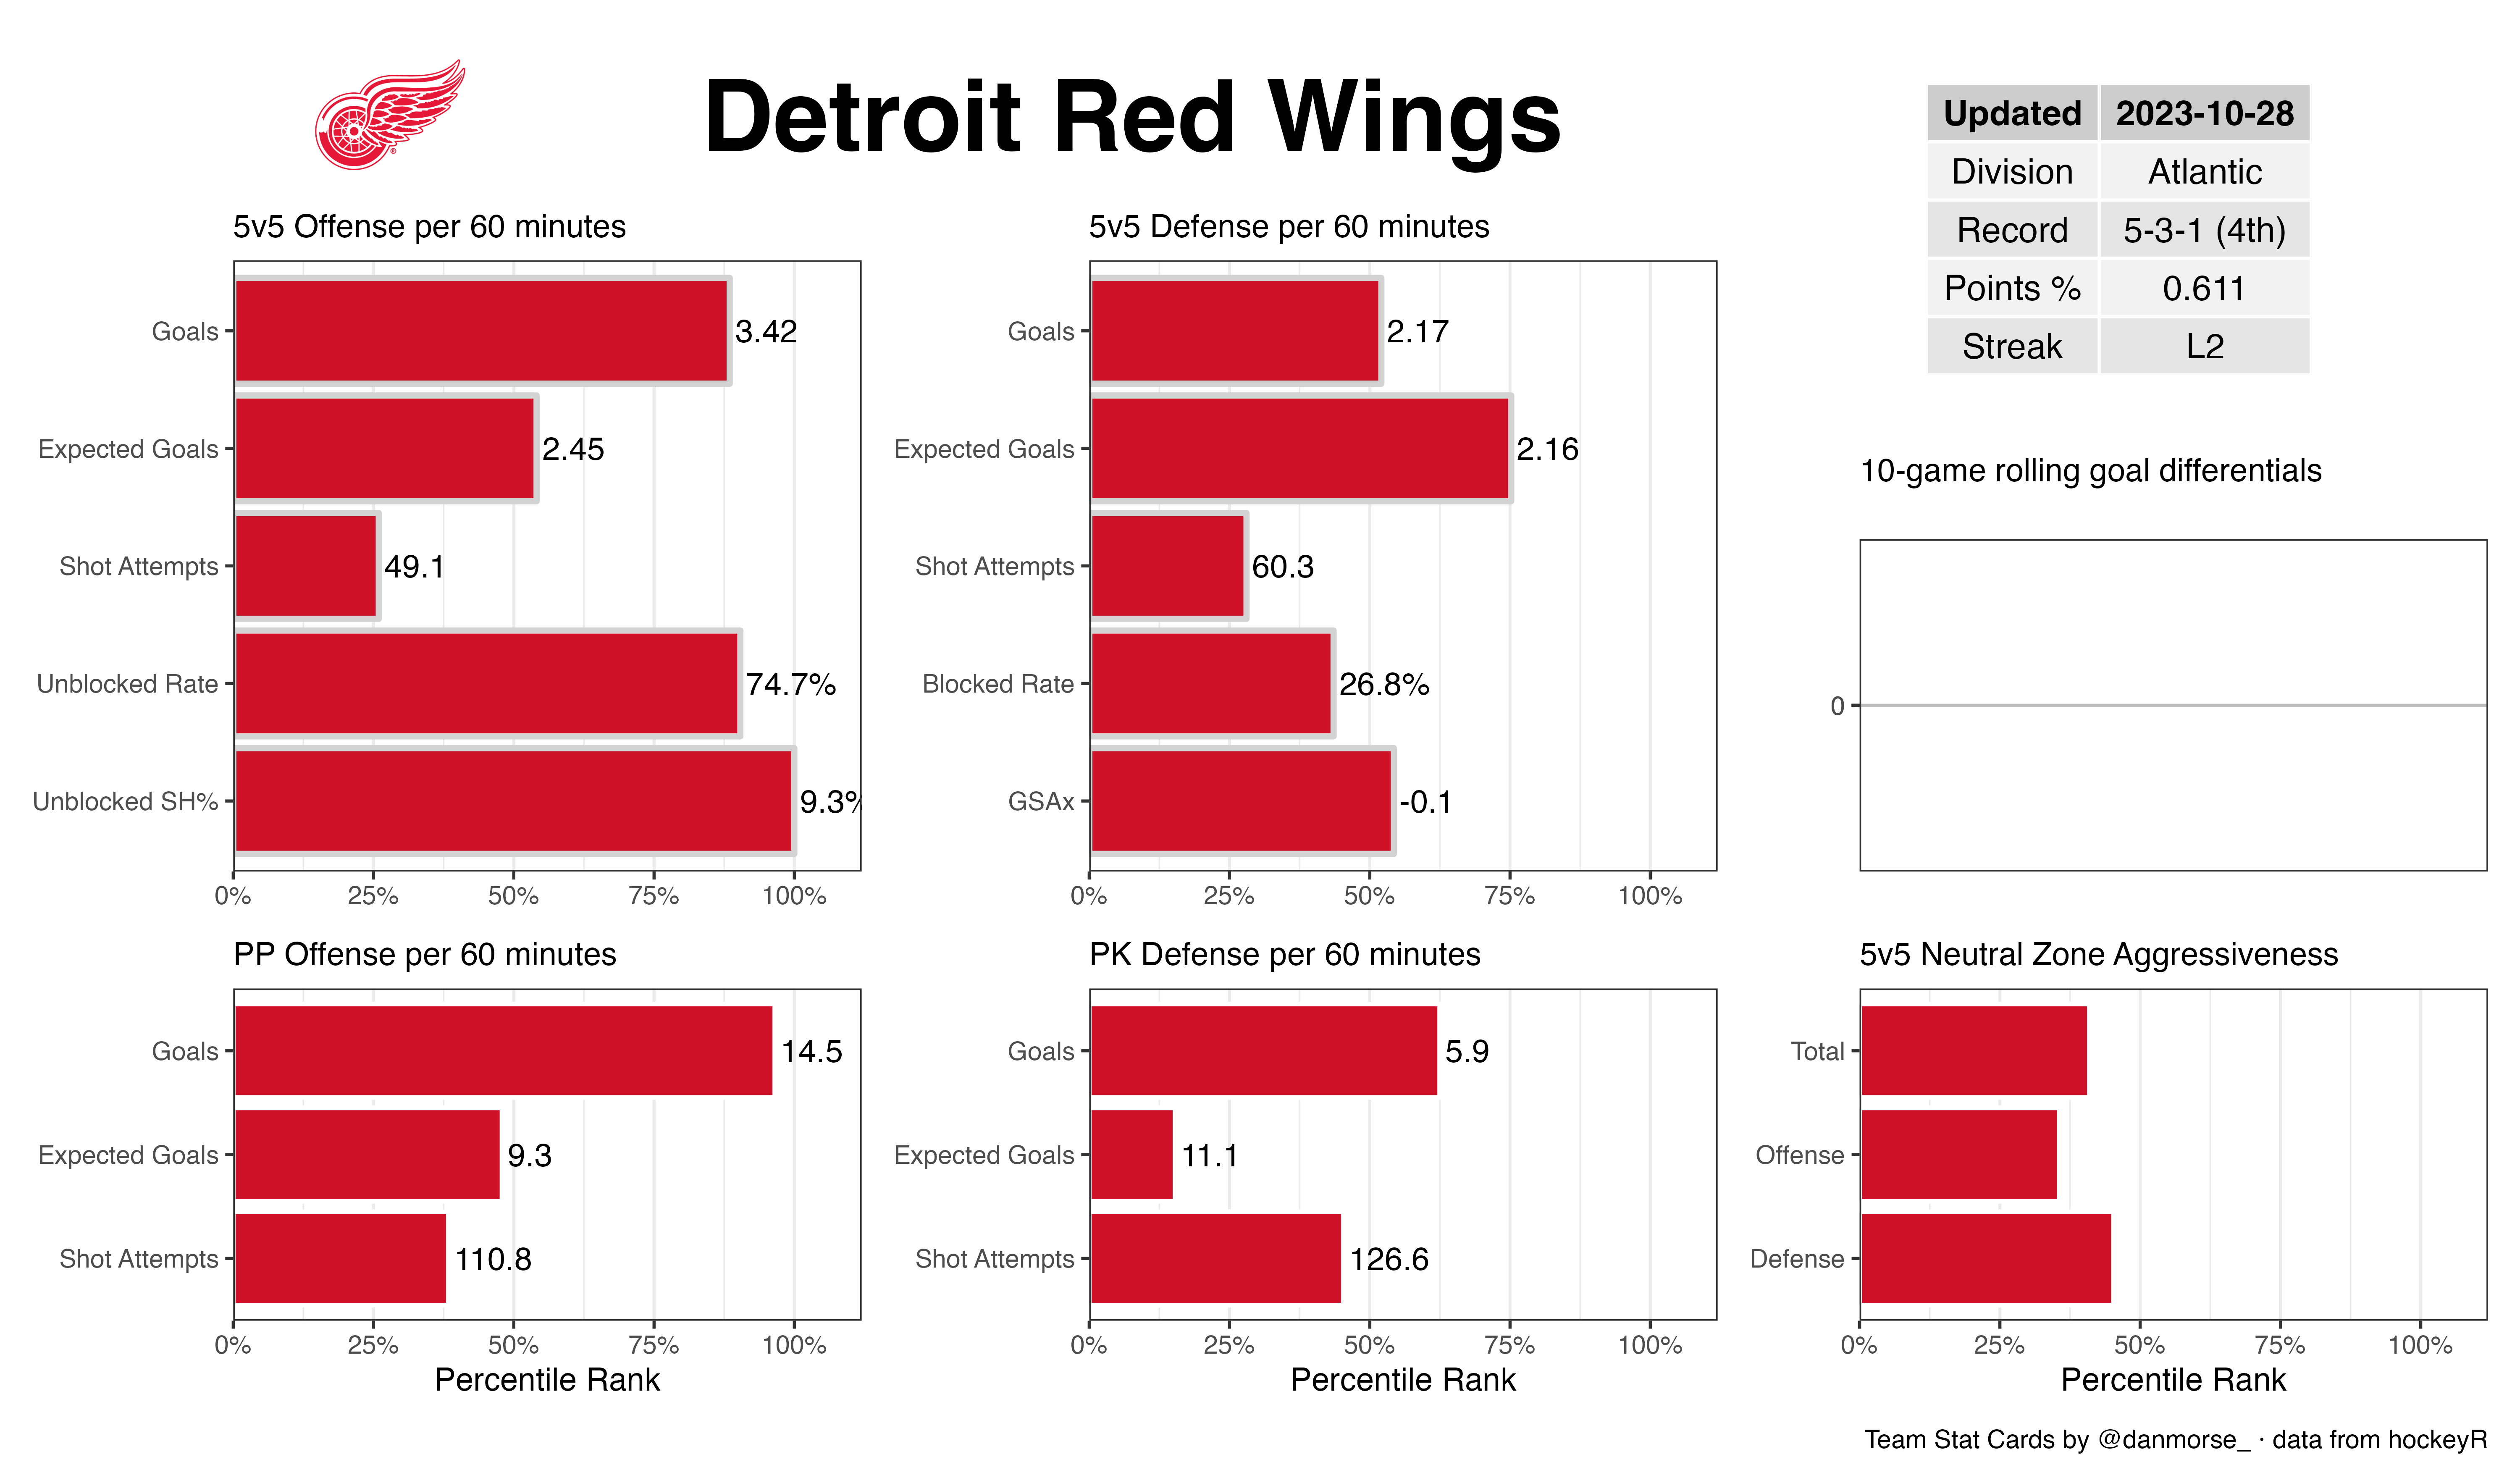 Detroit Red Wings
Updated 2023-10-28
Division Atlantic
Record 5-3-1 (4th)
Points % 0.611
Streak L2
5v5 Offense per 60 minutes
Goals 3.42
Expected Goals 2.45
Shot Attempts 49.1
Unblocked Rate 74.7%
Unblocked SH% 9.3%
0% 25% 50% 75% 100%
5v5 Defense per 60 minutes
Goals 2.17
Expected Goals 2.16
Shot Attempts 60.3
Blocked Rate 26.8%
GSAx -0.1
0% 25% 50% 75% 100%
10-game rolling goal differentials
0
PP Offense per 60 minutes
Goals 14.5
Expected Goals 9.3
Shot Attempts 110.8
0% 25% 50% 75% 100%
Percentile Rank
PK Defense per 60 minutes
Goals 5.9
Expected Goals 11.1
Shot Attempts 126.6
0% 25% 50% 75% 100%
Percentile Rank
5v5 Neutral Zone Aggressiveness
Total
Offense
Defense
0% 25% 50% 75% 100%
Percentile Rank
Team Stat Cards by @danmorse_ · data from hockeyR